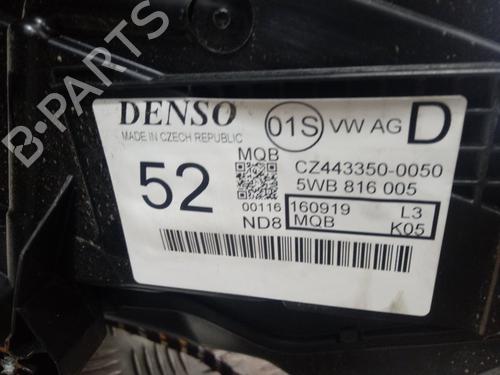 B-PARTS
DENSO
MADE IN CZECH REPUBLIC
01S VW AG D
MQB
52
CZ443350-0050
5WB 816 005
00116
160919 L3
ND8
MQB K05